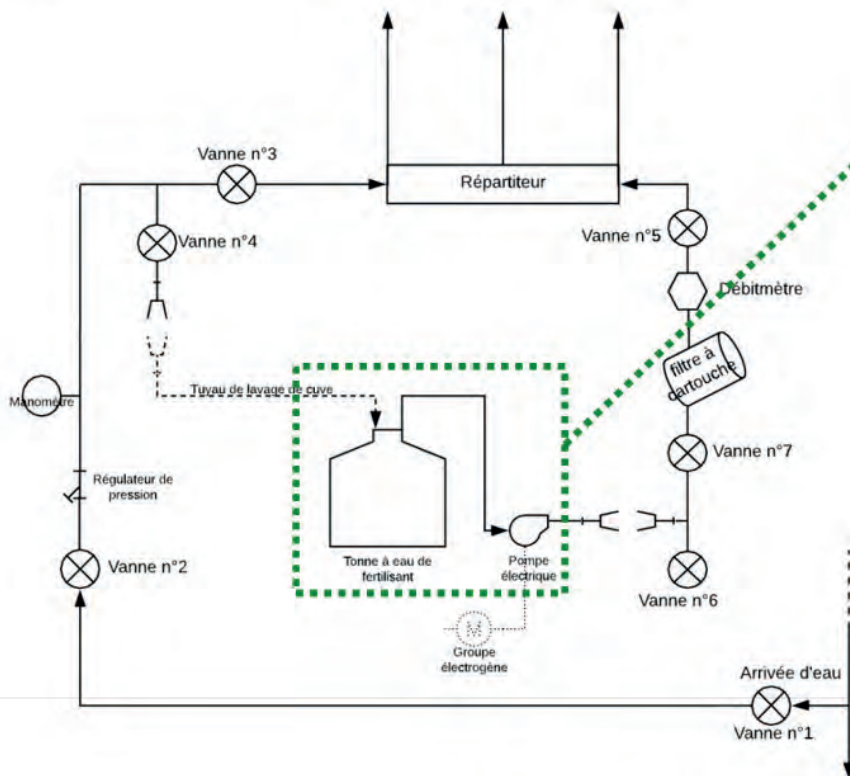 Vanne n°3
Répartiteur
Vanne n°4
Vanne n°5
Débitmètre
filtre à
cartouche
Manomètre
Tuyau de lavage de cuve
Vanne n°7
Régulateur de
pression
Vanne n°2
Tonne à eau de
fertilisant
Pompe
électrique
Vanne n°6
M
Groupe
électrogène
Arrivée d'eau
Vanne n°1